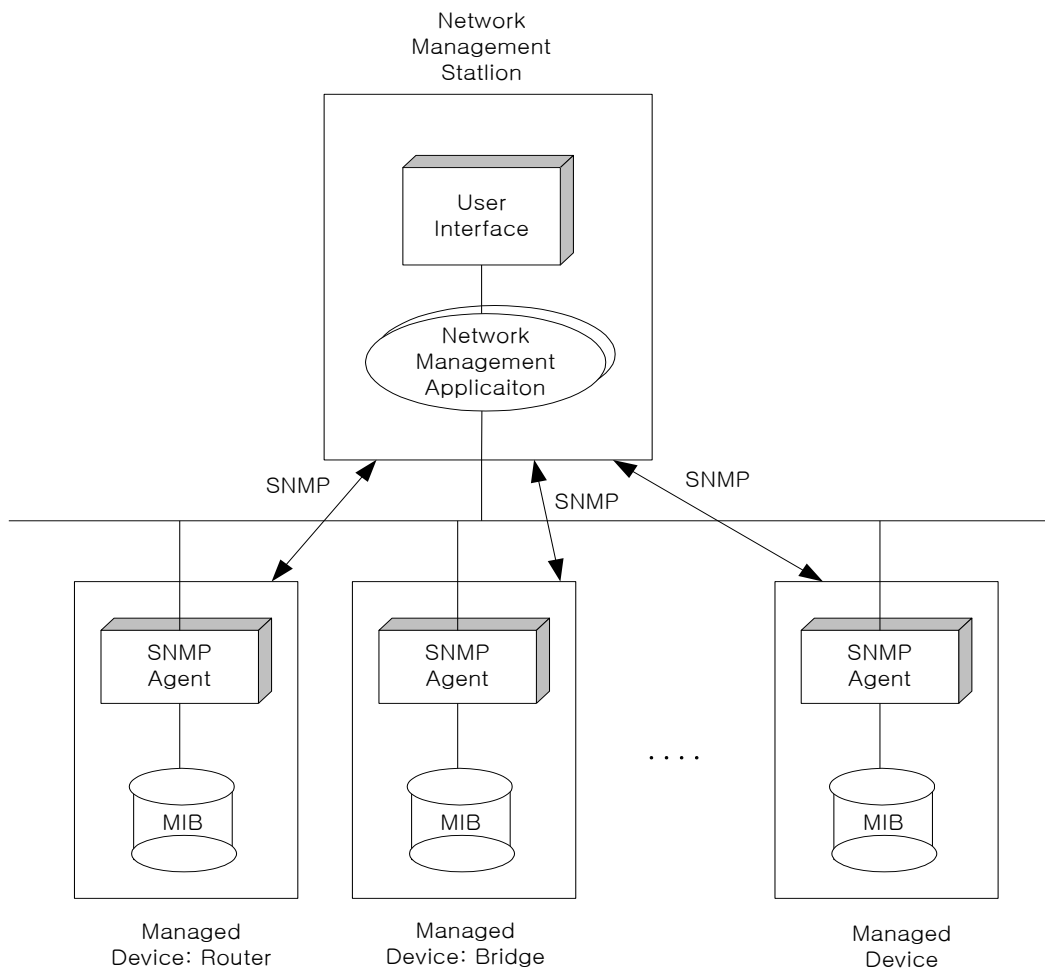 Network
Management
Statlion
User
Interface
Network
Management
Applicaiton
SNMP
SNMP
SNMP
SNMP
Agent
SNMP
Agent
SNMP
Agent
. . . .
MIB
MIB
MIB
Managed
Device: Router
Managed
Device: Bridge
Managed
Device